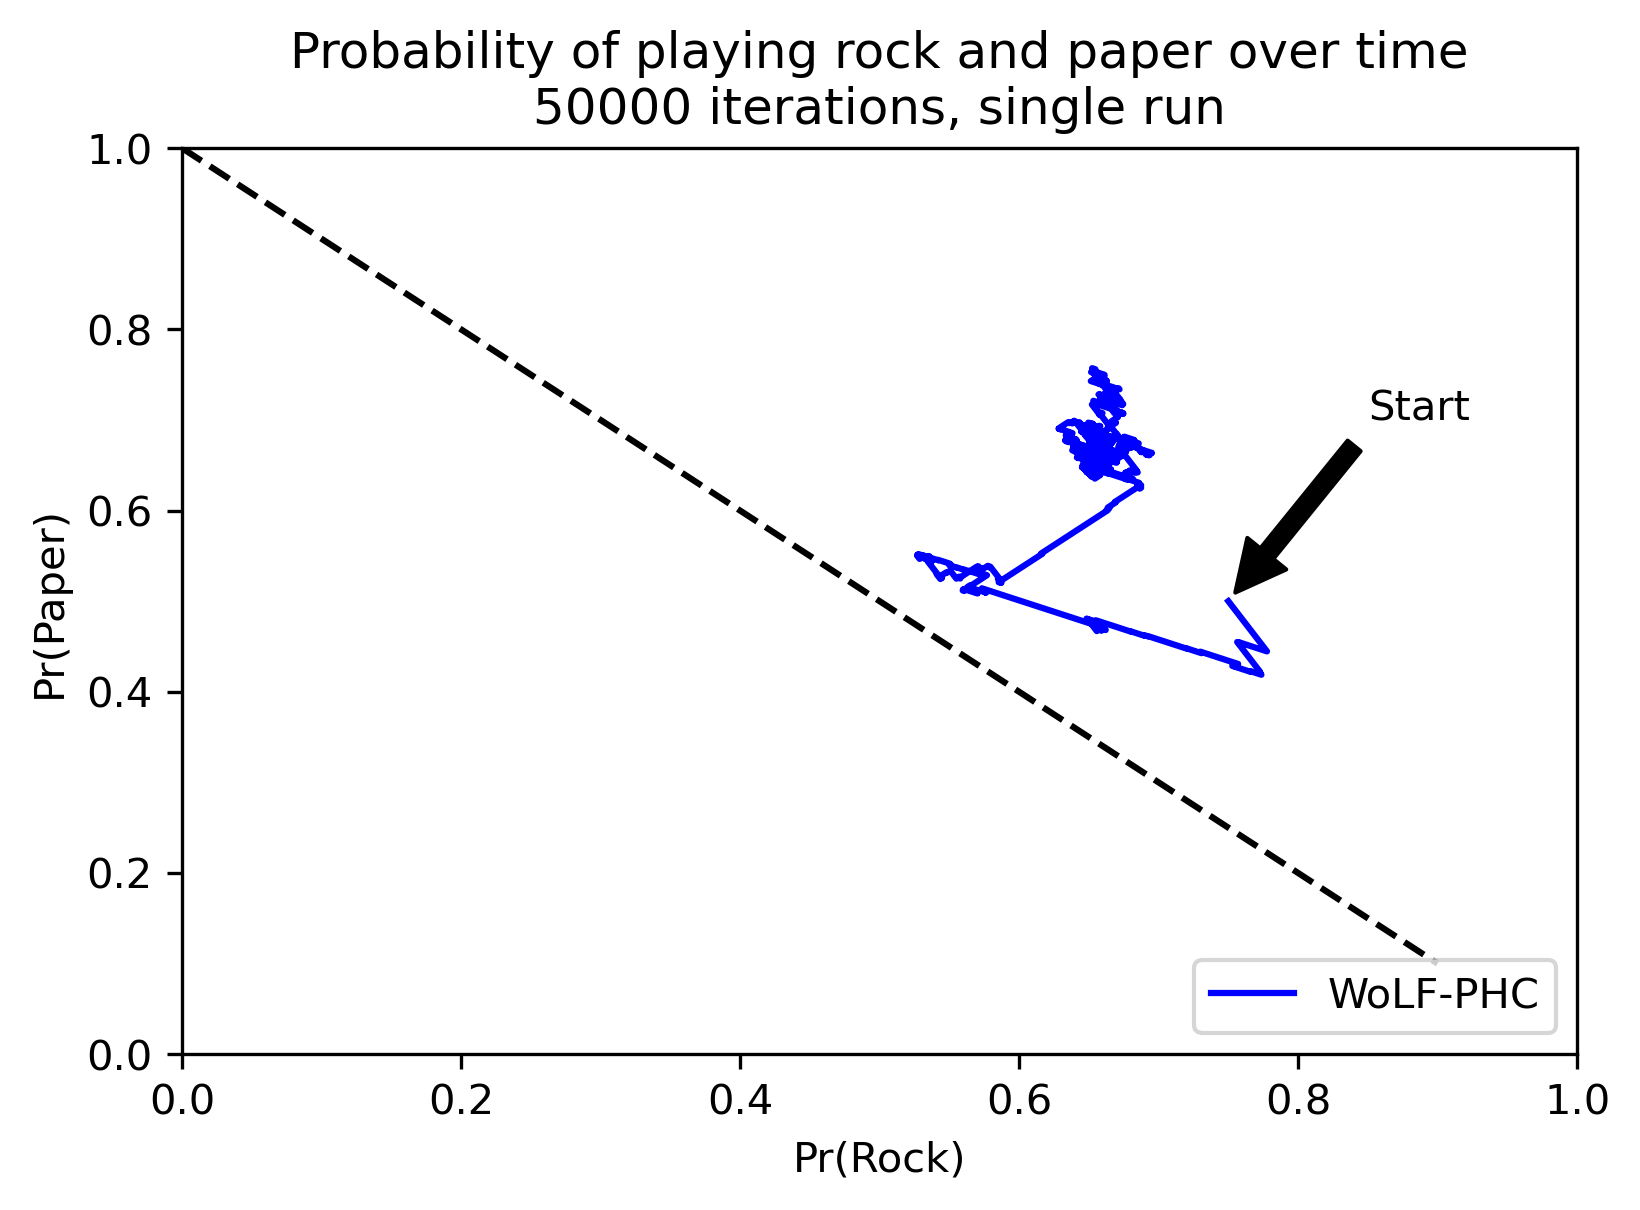 Probability of playing rock and paper over time
50000 iterations, single run
1.0
0.8
0.6
0.4
0.2
0.0
Pr(Paper)
Start
WoLF-PHC
0.0
0.2
0.4
0.6
0.8
1.0
Pr(Rock)